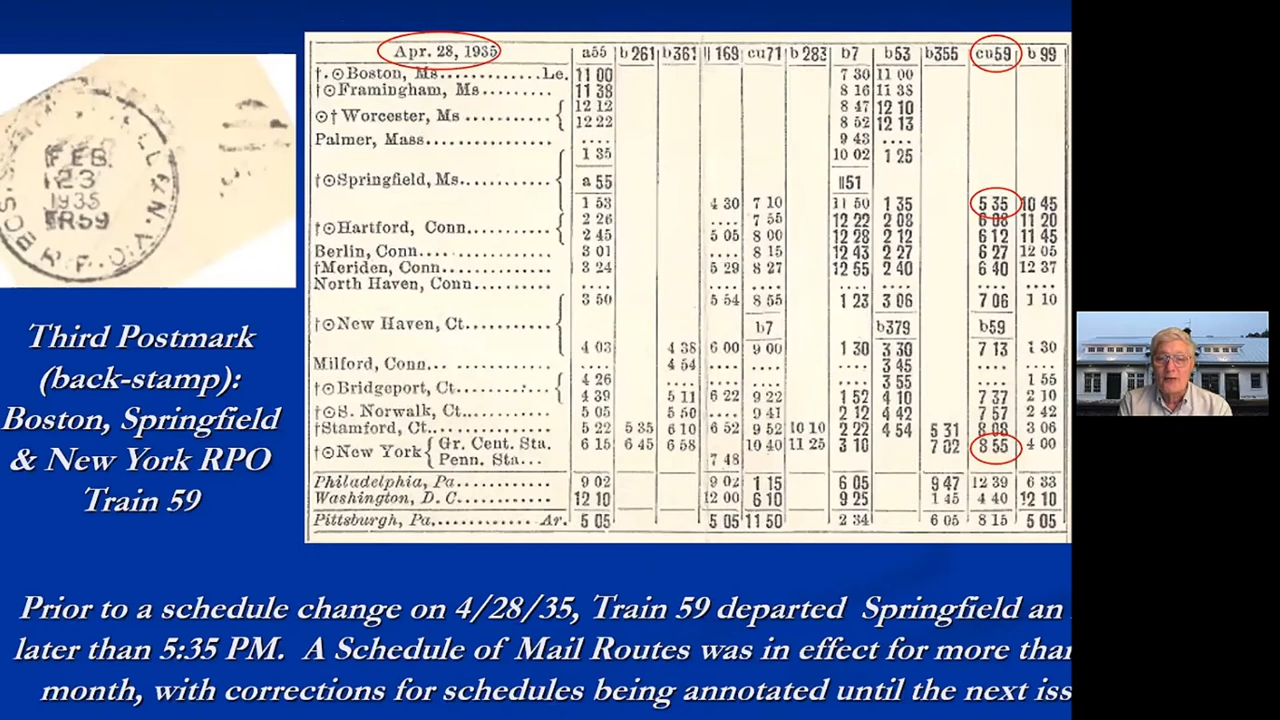 FEB.
23
1935
TR59
R.P.O.
Third Postmark
(back-stamp):
Boston, Springfield
& New York RPO
Train 59
Apr. 28, 1935 a55 b261 b361 ||169 cu71 b283 b7 b53 b355 cu59 b99
†.⊙Boston, Ms............Le. 11 00 7 30 11 00
†⊙Framingham, Ms......... 11 38 8 16 11 38
12 12 8 47 12 10
⊙†Worcester, Ms ............{
12 22 8 52 12 13
Palmer, Mass............... .... 9 43 ....
1 35 10 02 1 25
†⊙Springfield, Ms...........{ a55 ||51
1 53 4 30 7 10 11 50 1 35 5 35 10 45
2 26 .... 7 55 12 22 2 08 6 08 11 20
†⊙Hartford, Conn...........{
2 45 5 05 8 00 12 28 2 12 6 12 11 45
Berlin, Conn................ 3 01 8 15 12 43 2 27 6 27 12 05
†Meriden, Conn............. 3 24 5 29 8 27 12 55 2 40 6 40 12 37
North Haven, Conn.......... .... .... .... .... .... .... ....
3 50 5 54 8 55 1 23 3 06 7 06 1 10
†⊙New Haven, Ct...........{ b7 b379 b59
4 03 4 38 6 00 9 00 1 30 3 30 7 13 1 30
Milford, Conn.. ............ .... 4 54 .... .... .... 3 45 .... ....
4 26 .... .... .... .... 3 55 .... 1 55
†⊙Bridgeport, Ct...........{
4 39 5 11 6 22 9 22 1 52 4 10 7 37 2 10
†⊙S. Norwalk, Ct........... 5 05 5 50 .... 9 41 2 12 4 42 7 57 2 42
†Stamford, Ct.............. 5 22 5 35 6 10 6 52 9 52 10 10 2 22 4 54 5 31 8 08 3 06
†⊙New York { Gr. Cent. Sta. 6 15 6 45 6 58 10 40 11 25 3 10 7 02 8 55 4 00
Penn. Sta... 7 48
Philadelphia, Pa............ 9 02 9 02 1 15 6 05 9 47 12 39 6 33
Washington, D. C............ 12 10 12 00 6 10 9 25 1 45 4 40 12 10
Pittsburgh, Pa............Ar. 5 05 5 05 11 50 2 34 6 05 8 15 5 05
Prior to a schedule change on 4/28/35, Train 59 departed Springfield an
later than 5:35 PM. A Schedule of Mail Routes was in effect for more than
month, with corrections for schedules being annotated until the next iss